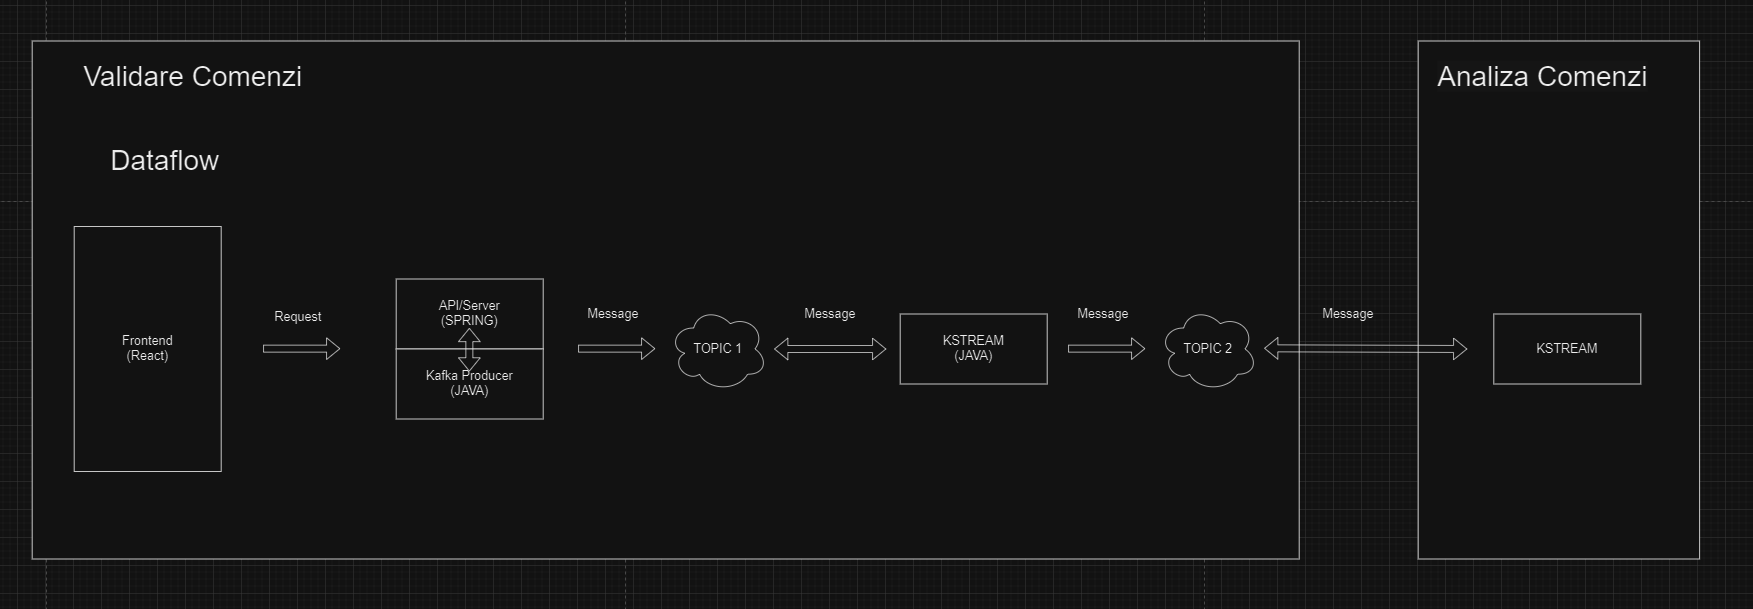 Validare Comenzi
Analiza Comenzi
Dataflow
Frontend
(React)
Request
API/Server
(SPRING)
Kafka Producer
(JAVA)
Message
TOPIC 1
Message
KSTREAM
(JAVA)
Message
TOPIC 2
Message
KSTREAM